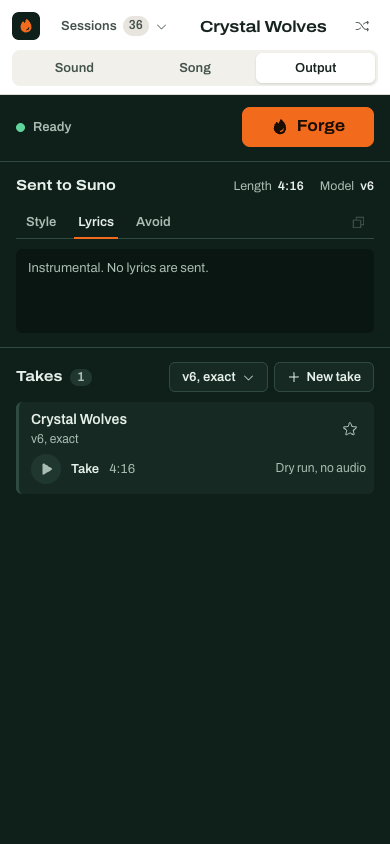 Sessions 36 Crystal Wolves
Sound Song Output
Ready Forge
Sent to Suno Length 4:16 Model v6
Style Lyrics Avoid
Instrumental. No lyrics are sent.
Takes 1 v6, exact New take
Crystal Wolves
v6, exact
Take 4:16 Dry run, no audio